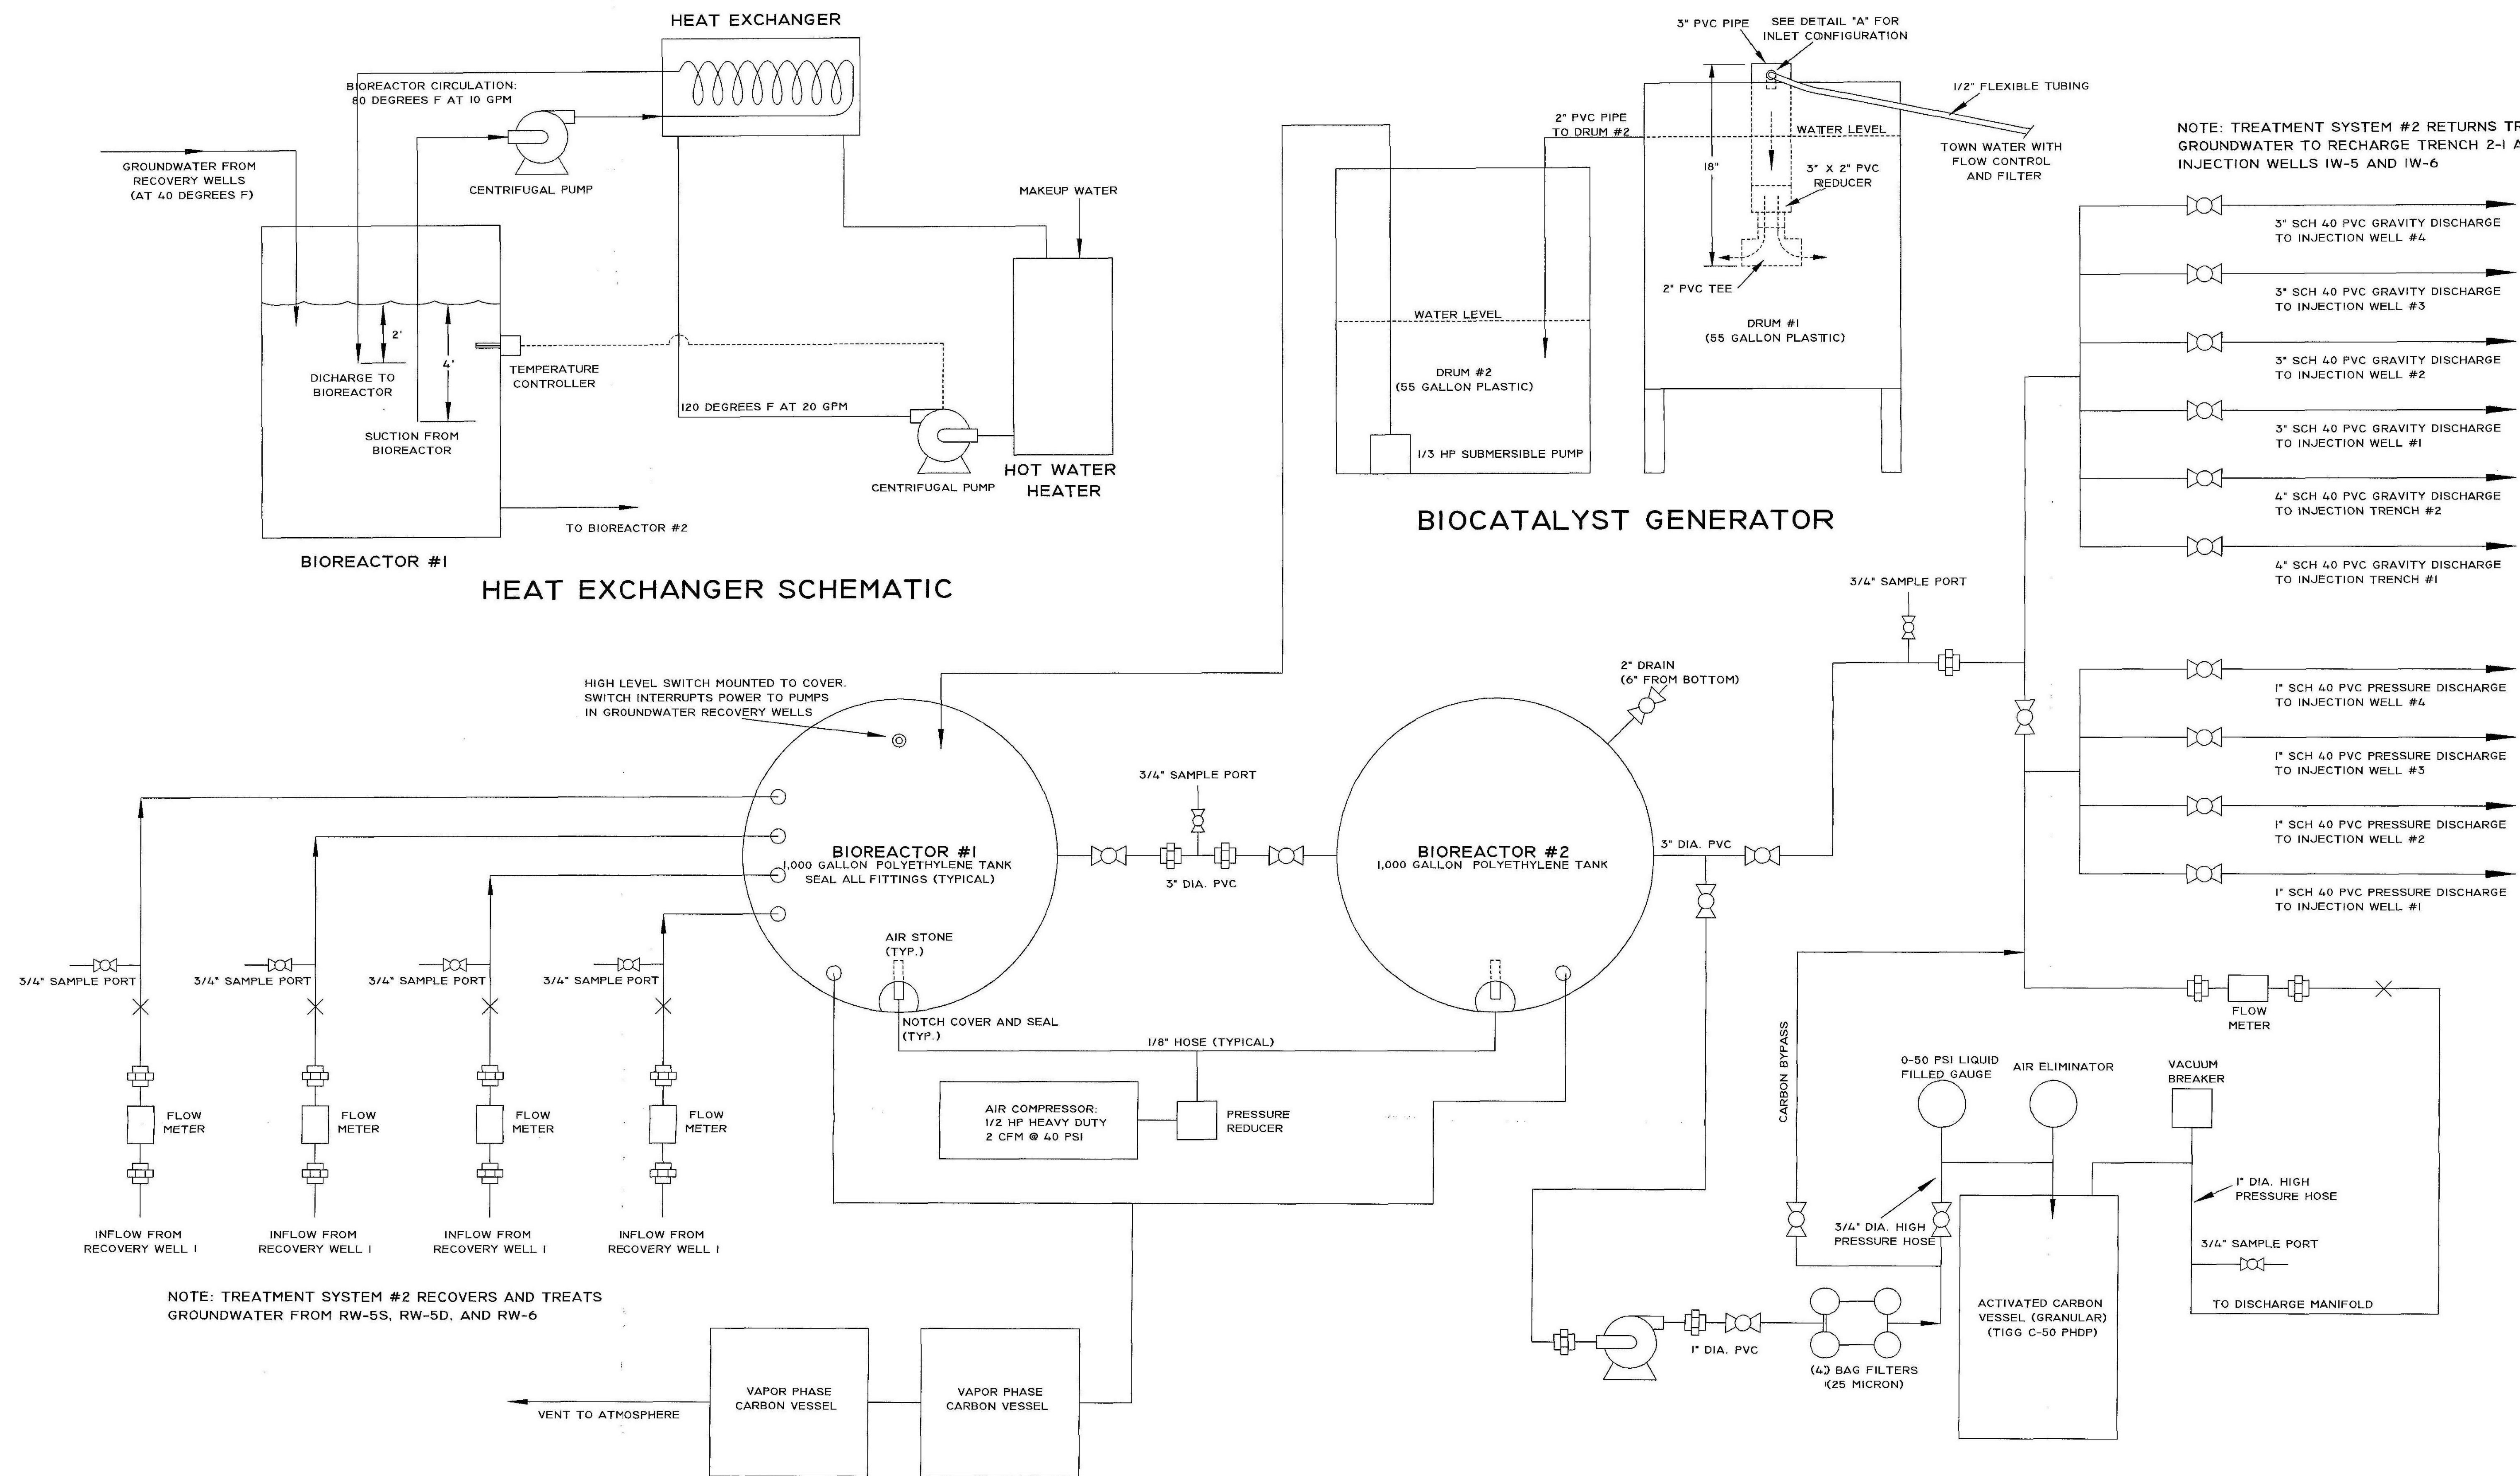 HEAT EXCHANGER
BIOREACTOR CIRCULATION:
80 DEGREES F AT 10 GPM
GROUNDWATER FROM
RECOVERY WELLS
(AT 40 DEGREES F)
CENTRIFUGAL PUMP
MAKEUP WATER
2'
4'
DICHARGE TO
BIOREACTOR
SUCTION FROM
BIOREACTOR
TEMPERATURE
CONTROLLER
120 DEGREES F AT 20 GPM
CENTRIFUGAL PUMP
HOT WATER
HEATER
TO BIOREACTOR #2
BIOREACTOR #1
HEAT EXCHANGER SCHEMATIC
3" PVC PIPE
SEE DETAIL "A" FOR
INLET CONFIGURATION
1/2" FLEXIBLE TUBING
2" PVC PIPE
TO DRUM #2
WATER LEVEL
TOWN WATER WITH
FLOW CONTROL
AND FILTER
18"
3" X 2" PVC
REDUCER
2" PVC TEE
WATER LEVEL
DRUM #1
(55 GALLON PLASTIC)
DRUM #2
(55 GALLON PLASTIC)
1/3 HP SUBMERSIBLE PUMP
BIOCATALYST GENERATOR
NOTE: TREATMENT SYSTEM #2 RETURNS TR
GROUNDWATER TO RECHARGE TRENCH 2-1 A
INJECTION WELLS IW-5 AND IW-6
3" SCH 40 PVC GRAVITY DISCHARGE
TO INJECTION WELL #4
3" SCH 40 PVC GRAVITY DISCHARGE
TO INJECTION WELL #3
3" SCH 40 PVC GRAVITY DISCHARGE
TO INJECTION WELL #2
3" SCH 40 PVC GRAVITY DISCHARGE
TO INJECTION WELL #1
4" SCH 40 PVC GRAVITY DISCHARGE
TO INJECTION TRENCH #2
4" SCH 40 PVC GRAVITY DISCHARGE
TO INJECTION TRENCH #1
3/4" SAMPLE PORT
1" SCH 40 PVC PRESSURE DISCHARGE
TO INJECTION WELL #4
1" SCH 40 PVC PRESSURE DISCHARGE
TO INJECTION WELL #3
1" SCH 40 PVC PRESSURE DISCHARGE
TO INJECTION WELL #2
1" SCH 40 PVC PRESSURE DISCHARGE
TO INJECTION WELL #1
HIGH LEVEL SWITCH MOUNTED TO COVER.
SWITCH INTERRUPTS POWER TO PUMPS
IN GROUNDWATER RECOVERY WELLS
2" DRAIN
(6" FROM BOTTOM)
3/4" SAMPLE PORT
BIOREACTOR #1
1,000 GALLON POLYETHYLENE TANK
SEAL ALL FITTINGS (TYPICAL)
3" DIA. PVC
BIOREACTOR #2
1,000 GALLON POLYETHYLENE TANK
3" DIA. PVC
AIR STONE
(TYP.)
NOTCH COVER AND SEAL
(TYP.)
1/8" HOSE (TYPICAL)
AIR COMPRESSOR:
1/2 HP HEAVY DUTY
2 CFM @ 40 PSI
PRESSURE
REDUCER
3/4" SAMPLE PORT
3/4" SAMPLE PORT
3/4" SAMPLE PORT
3/4" SAMPLE PORT
FLOW
METER
FLOW
METER
FLOW
METER
FLOW
METER
INFLOW FROM
RECOVERY WELL 1
INFLOW FROM
RECOVERY WELL 1
INFLOW FROM
RECOVERY WELL 1
INFLOW FROM
RECOVERY WELL 1
NOTE: TREATMENT SYSTEM #2 RECOVERS AND TREATS
GROUNDWATER FROM RW-5S, RW-5D, AND RW-6
VENT TO ATMOSPHERE
VAPOR PHASE
CARBON VESSEL
VAPOR PHASE
CARBON VESSEL
CARBON BYPASS
FLOW
METER
0-50 PSI LIQUID
FILLED GAUGE
AIR ELIMINATOR
VACUUM
BREAKER
1" DIA. HIGH
PRESSURE HOSE
3/4" DIA. HIGH
PRESSURE HOSE
3/4" SAMPLE PORT
TO DISCHARGE MANIFOLD
ACTIVATED CARBON
VESSEL (GRANULAR)
(TIGG C-50 PHDP)
1" DIA. PVC
(4) BAG FILTERS
(25 MICRON)